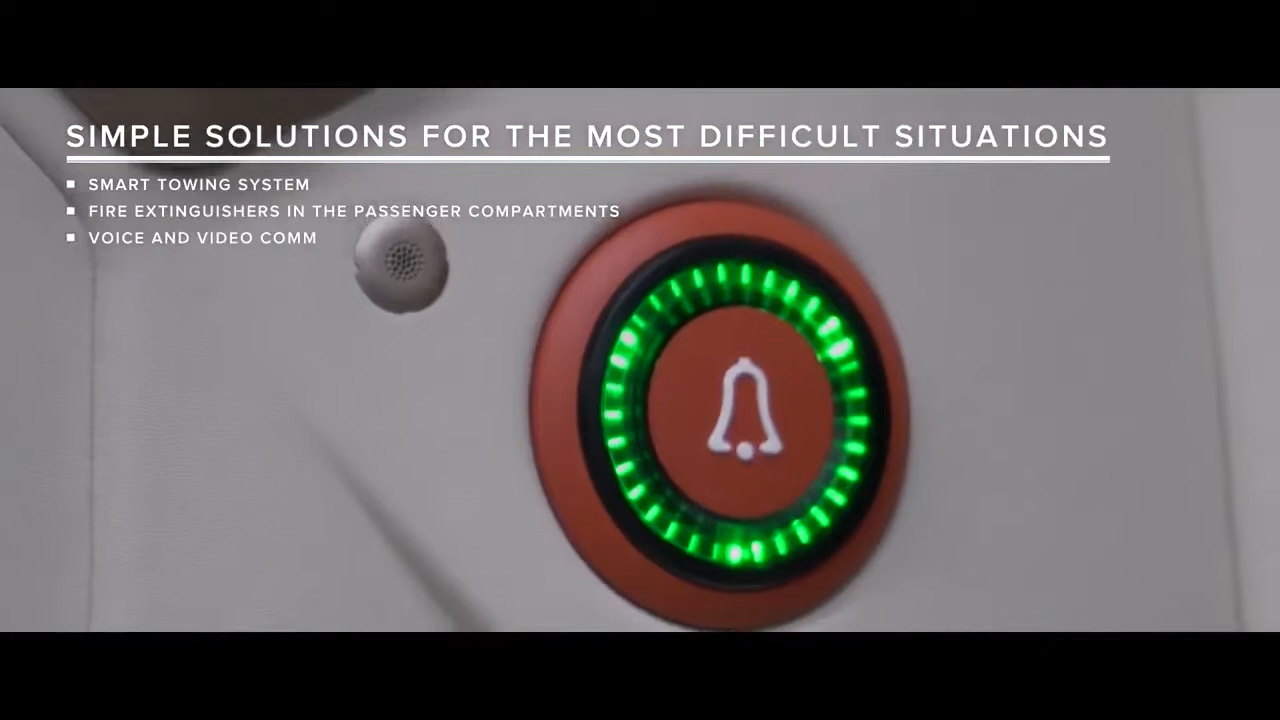 SIMPLE SOLUTIONS FOR THE MOST DIFFICULT SITUATIONS
SMART TOWING SYSTEM
FIRE EXTINGUISHERS IN THE PASSENGER COMPARTMENTS
VOICE AND VIDEO COMM